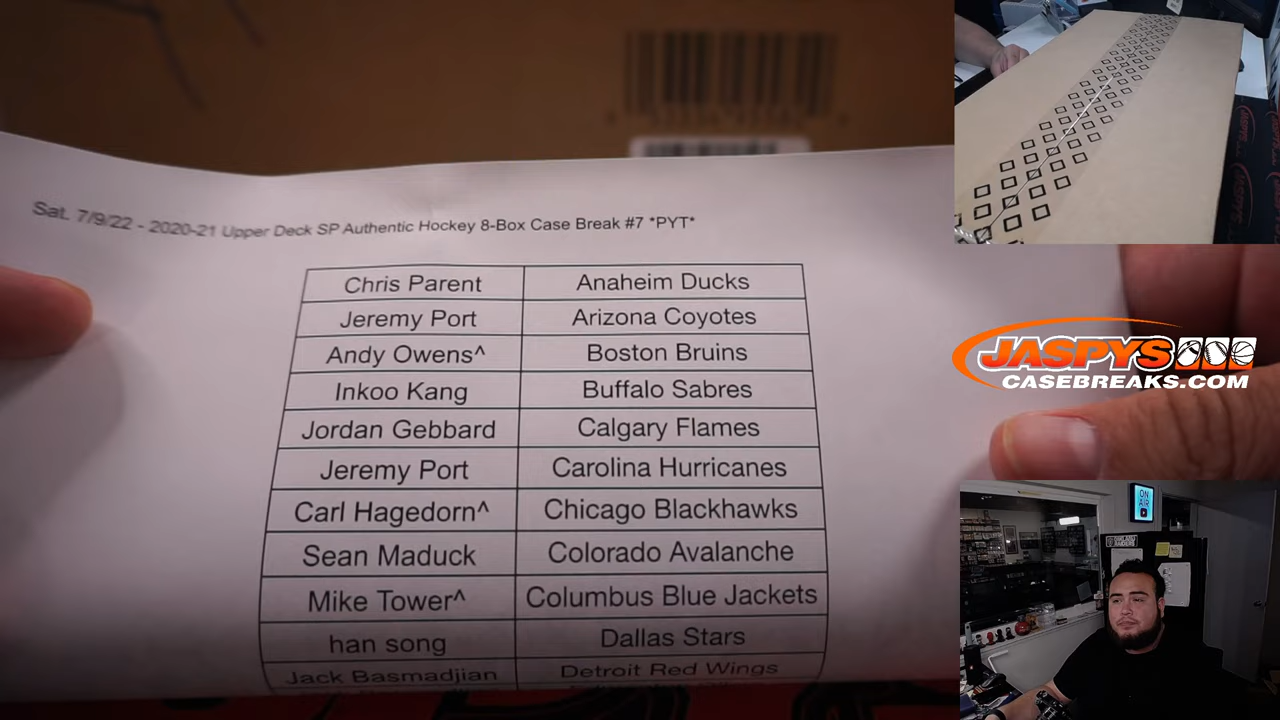 Sat. 7/9/22 - 2020-21 Upper Deck SP Authentic Hockey 8-Box Case Break #7 *PYT*
Chris Parent Anaheim Ducks
Jeremy Port Arizona Coyotes
Andy Owens^ Boston Bruins
Inkoo Kang Buffalo Sabres
Jordan Gebbard Calgary Flames
Jeremy Port Carolina Hurricanes
Carl Hagedorn^ Chicago Blackhawks
Sean Maduck Colorado Avalanche
Mike Tower^ Columbus Blue Jackets
han song Dallas Stars
Jack Basmadjian Detroit Red Wings
JASPYS
CASEBREAKS.COM
JASPYS
ON
AIR